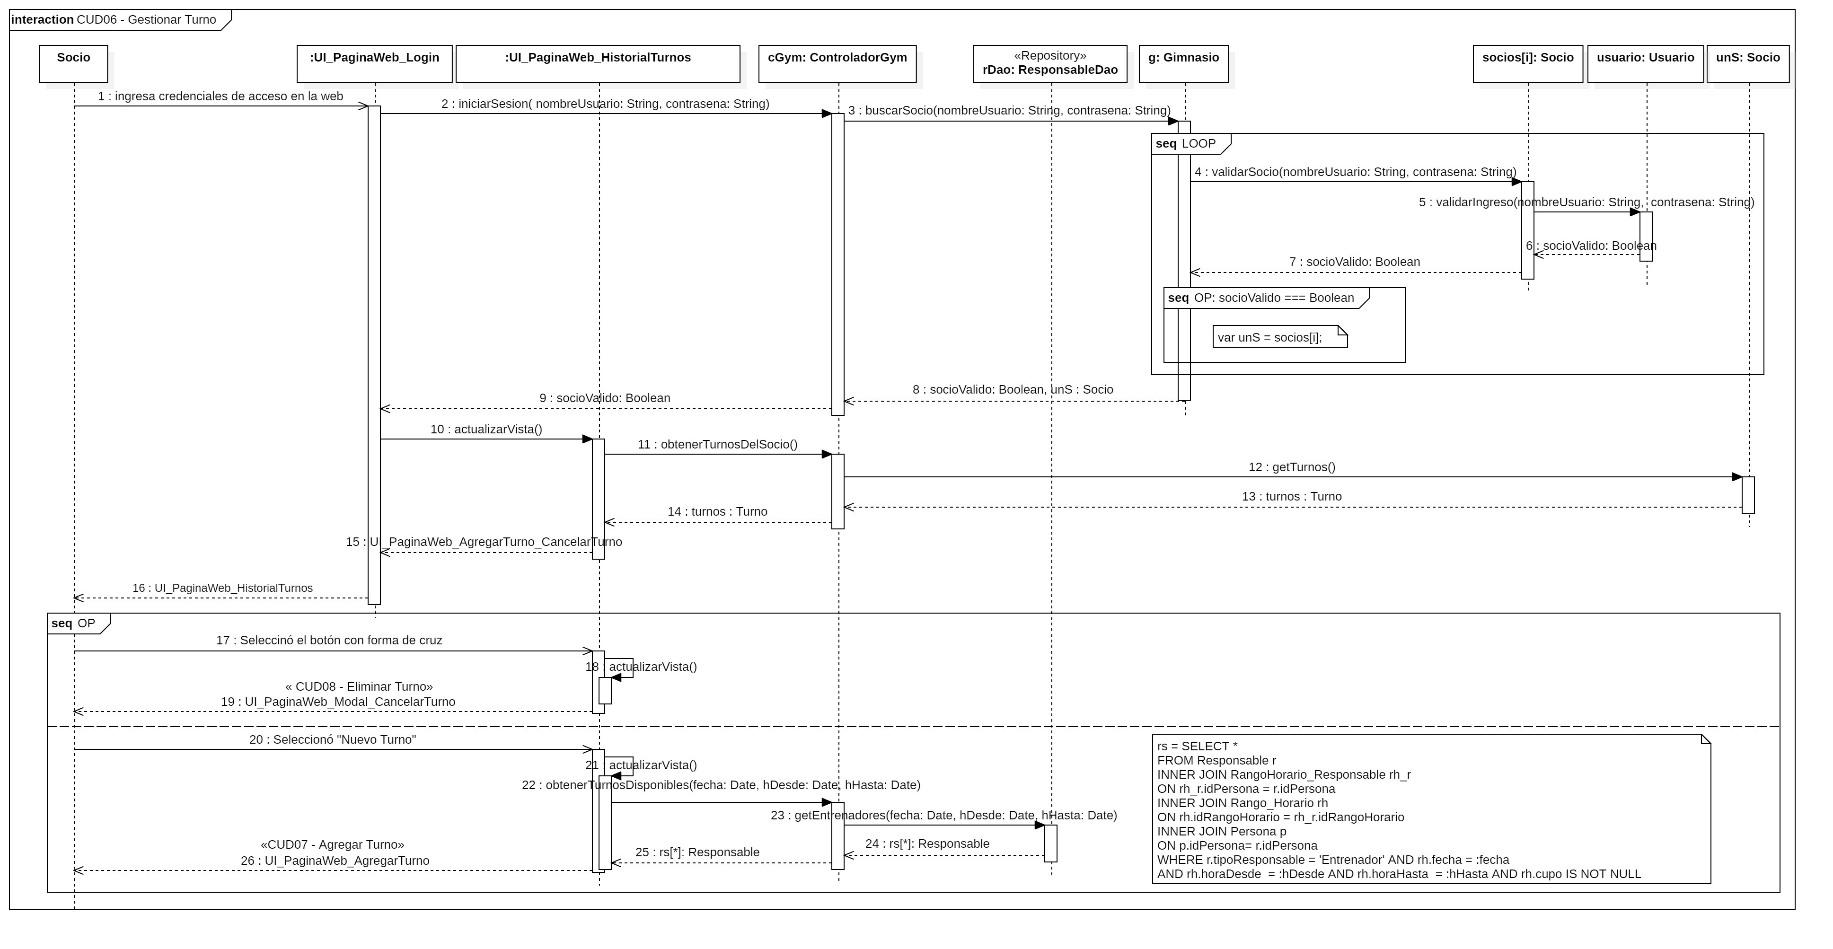 interaction CUD06 - Gestionar Turno
Socio
:UI_PaginaWeb_Login
:UI_PaginaWeb_HistorialTurnos
cGym: ControladorGym
«Repository»
rDao: ResponsableDao
g: Gimnasio
socios[i]: Socio
usuario: Usuario
unS: Socio
1 : ingresa credenciales de acceso en la web
2 : iniciarSesion( nombreUsuario: String, contrasena: String)
3 : buscarSocio(nombreUsuario: String, contrasena: String)
seq LOOP
4 : validarSocio(nombreUsuario: String, contrasena: String)
5 : validarIngreso(nombreUsuario: String, contrasena: String)
6 : socioValido: Boolean
7 : socioValido: Boolean
seq OP: socioValido === Boolean
var unS = socios[i];
8 : socioValido: Boolean, unS : Socio
9 : socioValido: Boolean
10 : actualizarVista()
11 : obtenerTurnosDelSocio()
12 : getTurnos()
13 : turnos : Turno
14 : turnos : Turno
15 : UI_PaginaWeb_AgregarTurno_CancelarTurno
16 : UI_PaginaWeb_HistorialTurnos
seq OP
17 : Seleccinó el botón con forma de cruz
18 : actualizarVista()
« CUD08 - Eliminar Turno»
19 : UI_PaginaWeb_Modal_CancelarTurno
20 : Seleccionó "Nuevo Turno"
21 : actualizarVista()
22 : obtenerTurnosDisponibles(fecha: Date, hDesde: Date, hHasta: Date)
23 : getEntrenadores(fecha: Date, hDesde: Date, hHasta: Date)
24 : rs[*]: Responsable
25 : rs[*]: Responsable
«CUD07 - Agregar Turno»
26 : UI_PaginaWeb_AgregarTurno
rs = SELECT *
FROM Responsable r
INNER JOIN RangoHorario_Responsable rh_r
ON rh_r.idPersona = r.idPersona
INNER JOIN Rango_Horario rh
ON rh.idRangoHorario = rh_r.idRangoHorario
INNER JOIN Persona p
ON p.idPersona= r.idPersona
WHERE r.tipoResponsable = 'Entrenador' AND rh.fecha = :fecha
AND rh.horaDesde  = :hDesde AND rh.horaHasta  = :hHasta AND rh.cupo IS NOT NULL